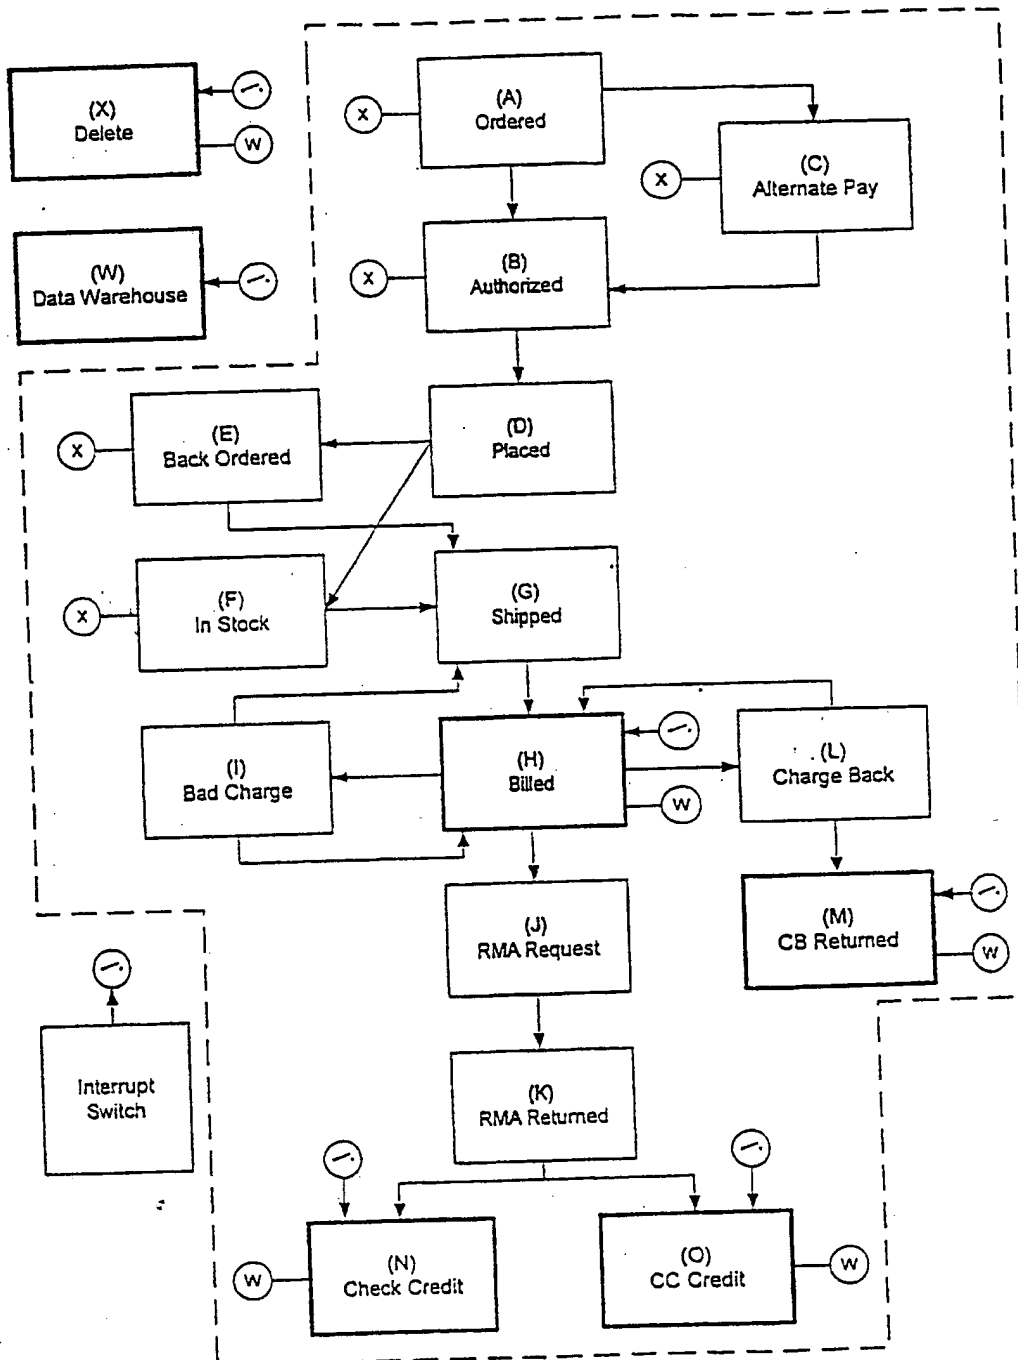 (X)
Delete
W
(W)
Data Warehouse
X
(A)
Ordered
X
(C)
Alternate Pay
X
(B)
Authorized
X
(E)
Back Ordered
(D)
Placed
X
(F)
In Stock
(G)
Shipped
(I)
Bad Charge
(H)
Billed
W
(L)
Charge Back
(J)
RMA Request
(M)
CB Returned
W
Interrupt
Switch
(K)
RMA Returned
W
(N)
Check Credit
(O)
CC Credit
W